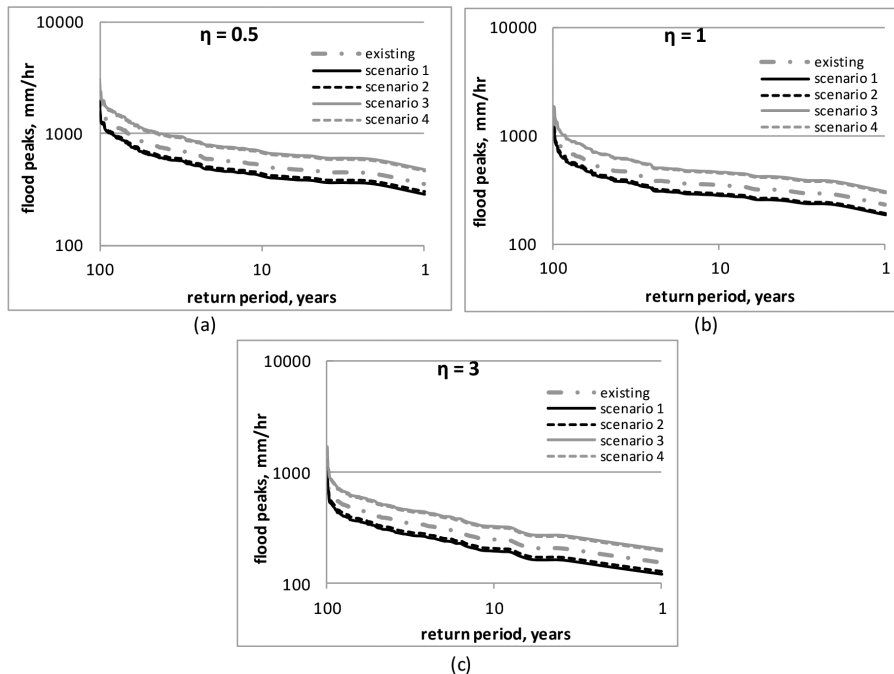 η = 0.5
10000
1000
100
100
10
1
flood peaks, mm/hr
return period, years
existing
scenario 1
scenario 2
scenario 3
scenario 4
(a)
η = 1
10000
1000
100
100
10
1
flood peaks, mm/hr
return period, years
existing
scenario 1
scenario 2
scenario 3
scenario 4
(b)
η = 3
10000
1000
100
100
10
1
flood peaks, mm/hr
return period, years
existing
scenario 1
scenario 2
scenario 3
scenario 4
(c)